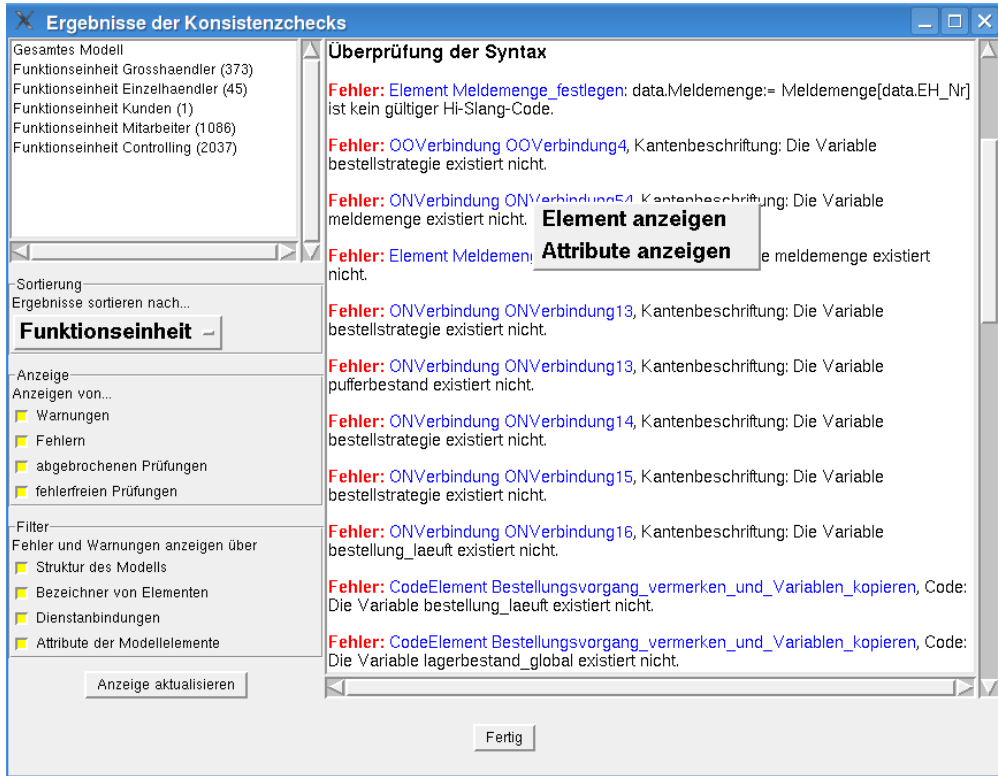 Ergebnisse der Konsistenzchecks
Gesamtes Modell
Funktionseinheit Grosshaendler (373)
Funktionseinheit Einzelhaendler (45)
Funktionseinheit Kunden (1)
Funktionseinheit Mitarbeiter (1086)
Funktionseinheit Controlling (2037)
Sortierung
Ergebnisse sortieren nach...
Funktionseinheit
Anzeige
Anzeigen von...
Warnungen
Fehlern
abgebrochenen Prüfungen
fehlerfreien Prüfungen
Filter
Fehler und Warnungen anzeigen über
Struktur des Modells
Bezeichner von Elementen
Dienstanbindungen
Attribute der Modellelemente
Anzeige aktualisieren
Überprüfung der Syntax
Fehler: Element Meldemenge_festlegen: data.Meldemenge:= Meldemenge[data.EH_Nr]
ist kein gültiger Hi-Slang-Code.
Fehler: OOVerbindung OOVerbindung4, Kantenbeschriftung: Die Variable
bestellstrategie existiert nicht.
Fehler: ONVerbindung ONVerbindung54, Kantenbeschriftung: Die Variable
meldemenge existiert nicht.
Element anzeigen
Attribute anzeigen
Fehler: Element Meldemeng e meldemenge existiert
nicht.
Fehler: ONVerbindung ONVerbindung13, Kantenbeschriftung: Die Variable
bestellstrategie existiert nicht.
Fehler: ONVerbindung ONVerbindung13, Kantenbeschriftung: Die Variable
pufferbestand existiert nicht.
Fehler: ONVerbindung ONVerbindung14, Kantenbeschriftung: Die Variable
bestellstrategie existiert nicht.
Fehler: ONVerbindung ONVerbindung15, Kantenbeschriftung: Die Variable
bestellstrategie existiert nicht.
Fehler: ONVerbindung ONVerbindung16, Kantenbeschriftung: Die Variable
bestellung_laeuft existiert nicht.
Fehler: CodeElement Bestellungsvorgang_vermerken_und_Variablen_kopieren, Code:
Die Variable bestellung_laeuft existiert nicht.
Fehler: CodeElement Bestellungsvorgang_vermerken_und_Variablen_kopieren, Code:
Die Variable lagerbestand_global existiert nicht.
Fertig